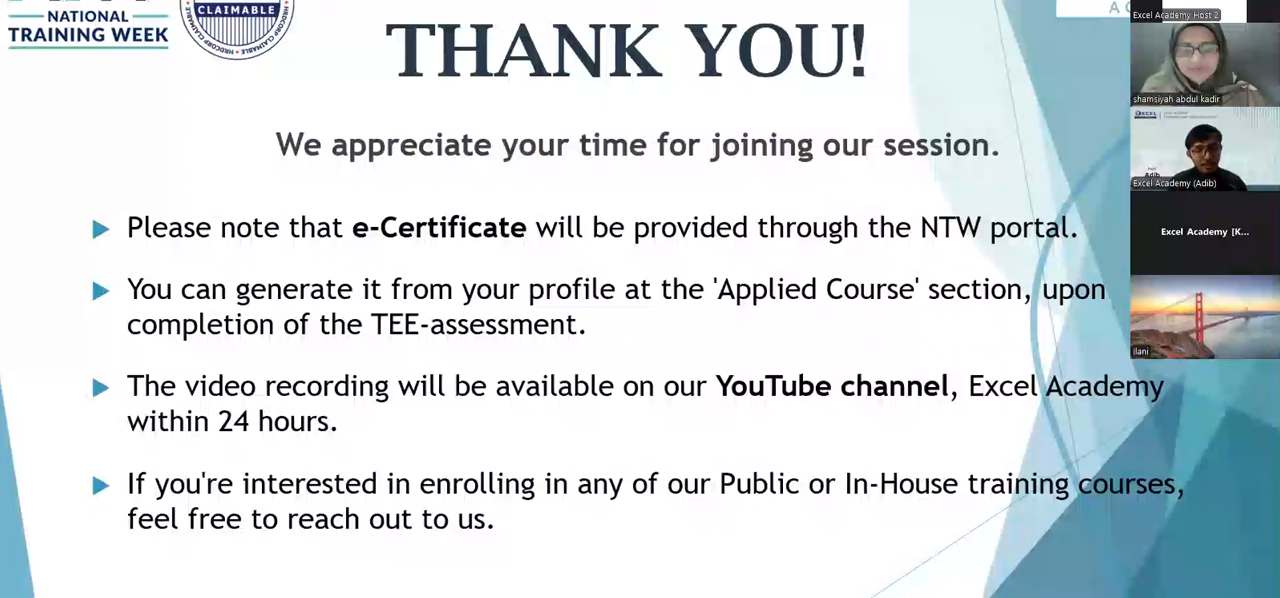 NATIONAL
TRAINING WEEK
CLAIMABLE
HRDCORP CLAIMABLE
THANK YOU!
We appreciate your time for joining our session.
Please note that e-Certificate will be provided through the NTW portal.
You can generate it from your profile at the 'Applied Course' section, upon
completion of the TEE-assessment.
The video recording will be available on our YouTube channel, Excel Academy
within 24 hours.
If you're interested in enrolling in any of our Public or In-House training courses,
feel free to reach out to us.
Excel Academy Host 2
shamsiyah abdul kadir
EXCEL
Adib
Excel Academy (Adib)
Excel Academy [K...
Ilani